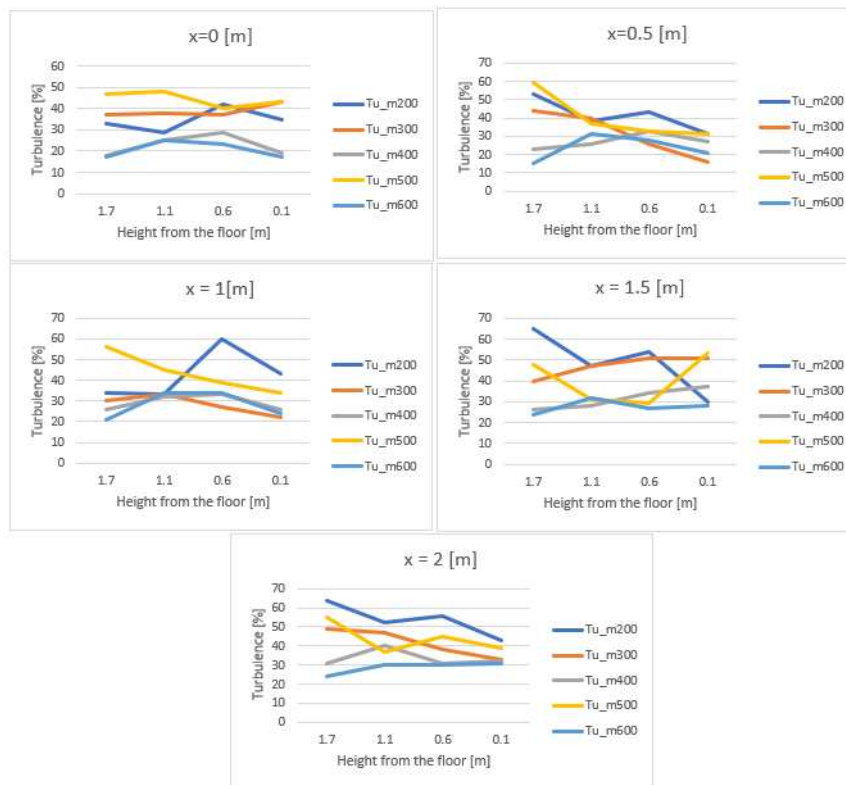 x=0 [m]
60
50
40
30
20
10
0
Turbulence [%]
1.7 1.1 0.6 0.1
Height from the floor [m]
Tu_m200
Tu_m300
Tu_m400
Tu_m500
Tu_m600
x=0.5 [m]
70
60
50
40
30
20
10
0
Turbulence [%]
1.7 1.1 0.6 0.1
Height from the floor [m]
Tu_m200
Tu_m300
Tu_m400
Tu_m500
Tu_m600
x = 1[m]
60
50
40
30
20
10
0
Turbulence [%]
1.7 1.1 0.6 0.1
Height from the floor [m]
Tu_m200
Tu_m300
Tu_m400
Tu_m500
Tu_m600
x = 1.5 [m]
70
60
50
40
30
20
10
0
Turbulence [%]
1.7 1.1 0.6 0.1
Height from the floor [m]
Tu_m200
Tu_m300
Tu_m400
Tu_m500
Tu_m600
x = 2 [m]
70
60
50
40
30
20
10
0
Turbulence [%]
1.7 1.1 0.6 0.1
Height from the floor [m]
Tu_m200
Tu_m300
Tu_m400
Tu_m500
Tu_m600